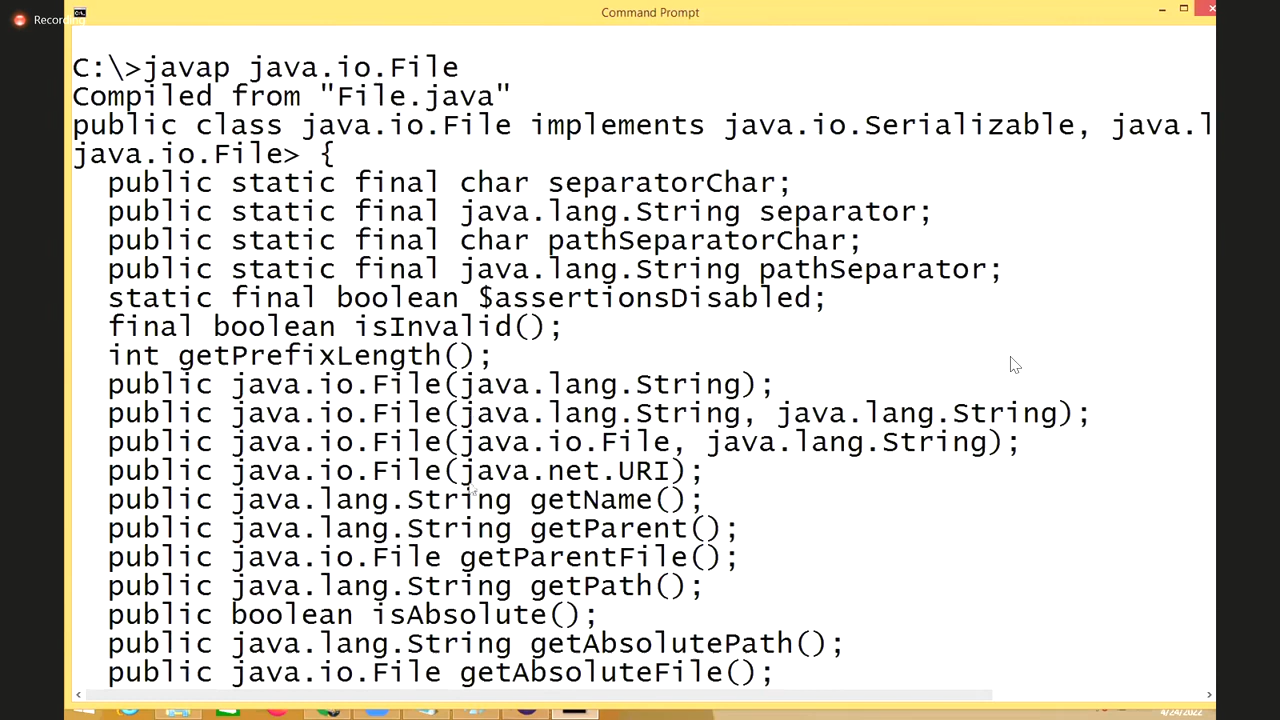 Recording
Command Prompt
C:\>javap java.io.File
Compiled from "File.java"
public class java.io.File implements java.io.Serializable, java.l
java.io.File> {
public static final char separatorChar;
public static final java.lang.String separator;
public static final char pathSeparatorChar;
public static final java.lang.String pathSeparator;
static final boolean $assertionsDisabled;
final boolean isInvalid();
int getPrefixLength();
public java.io.File(java.lang.String);
public java.io.File(java.lang.String, java.lang.String);
public java.io.File(java.io.File, java.lang.String);
public java.io.File(java.net.URI);
public java.lang.String getName();
public java.lang.String getParent();
public java.io.File getParentFile();
public java.lang.String getPath();
public boolean isAbsolute();
public java.lang.String getAbsolutePath();
public java.io.File getAbsoluteFile();
4/24/2022